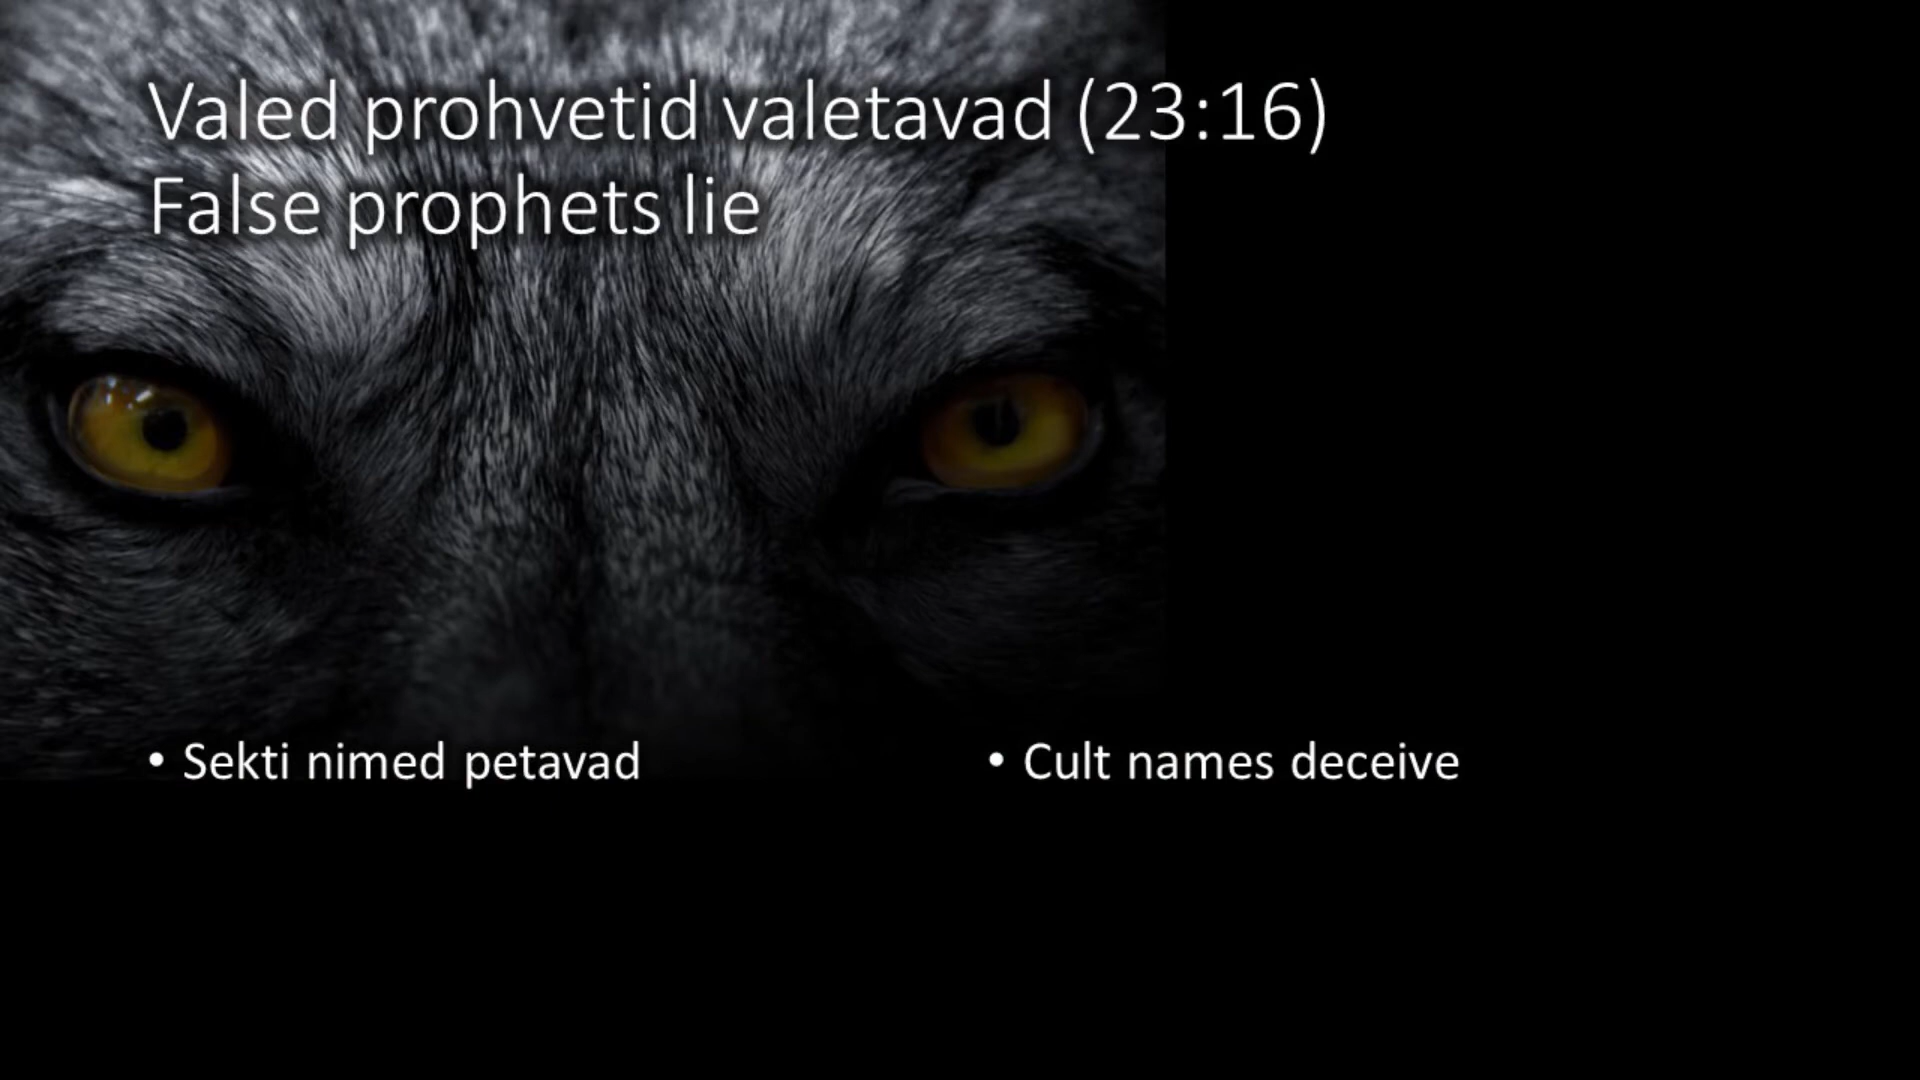 Valed prohvetid valetavad (23:16)
False prophets lie
• Sekti nimed petavad
• Cult names deceive